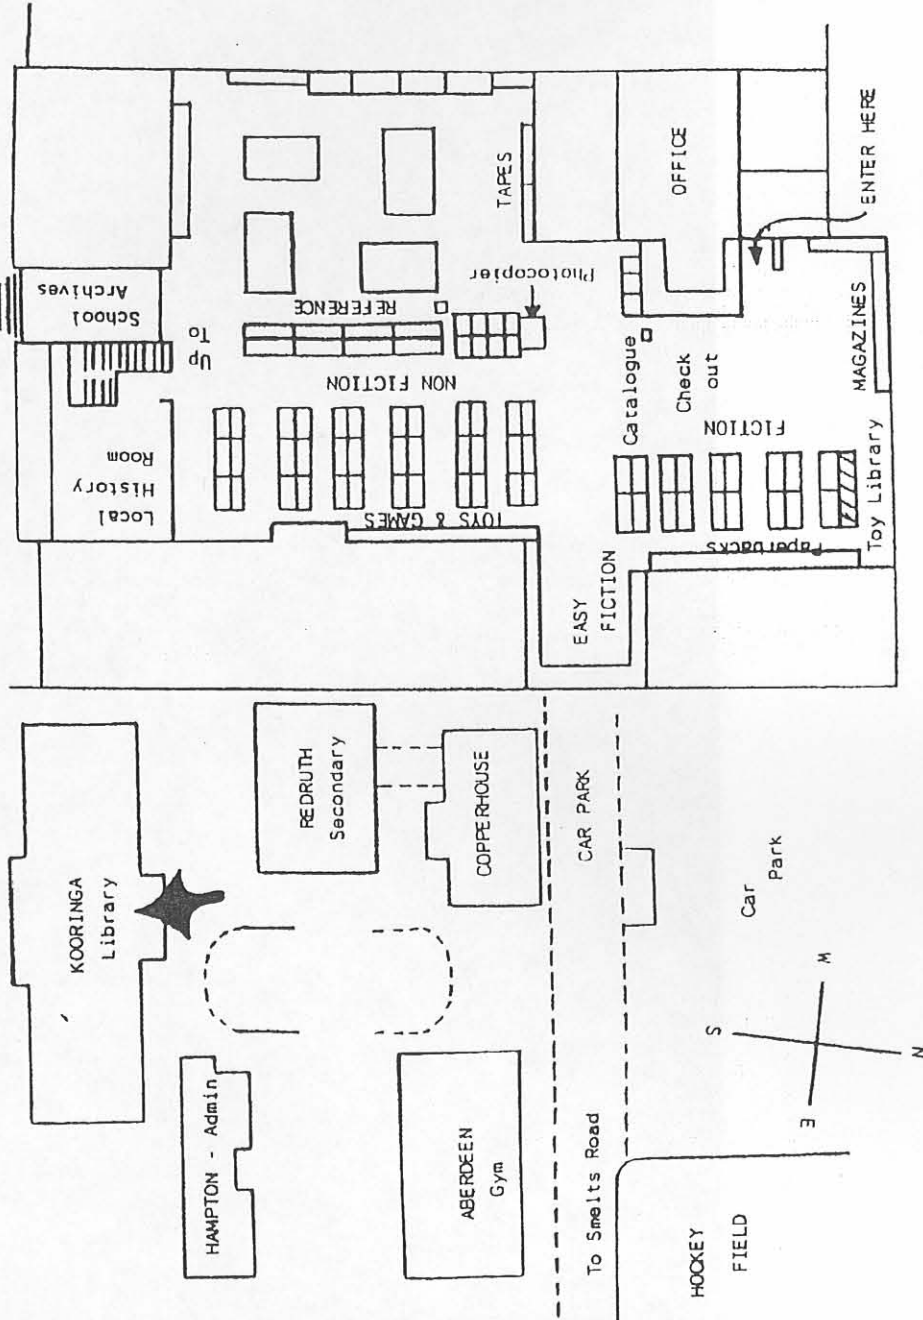 KOORINGA
Library
HAMPTON - Admin
REDRUTH
Secondary
COPPERHOUSE
ABERDEEN
Gym
CAR PARK
To Smelts Road
Car
Park
HOCKEY
FIELD
S
W
E
N
School
Archives
Up
To
Local
History
Room
REFERENCE
NON FICTION
TOYS & GAMES
TAPES
Photocopier
OFFICE
Catalogue
Check
out
FICTION
EASY
FICTION
Paperbacks
Toy Library
MAGAZINES
ENTER HERE